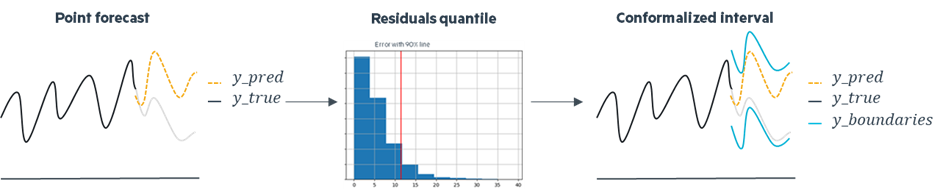 Point forecast
y_pred
y_true
Residuals quantile
Error with 90% line
0 5 10 15 20 25 30 35 40
Conformalized interval
y_pred
y_true
y_boundaries